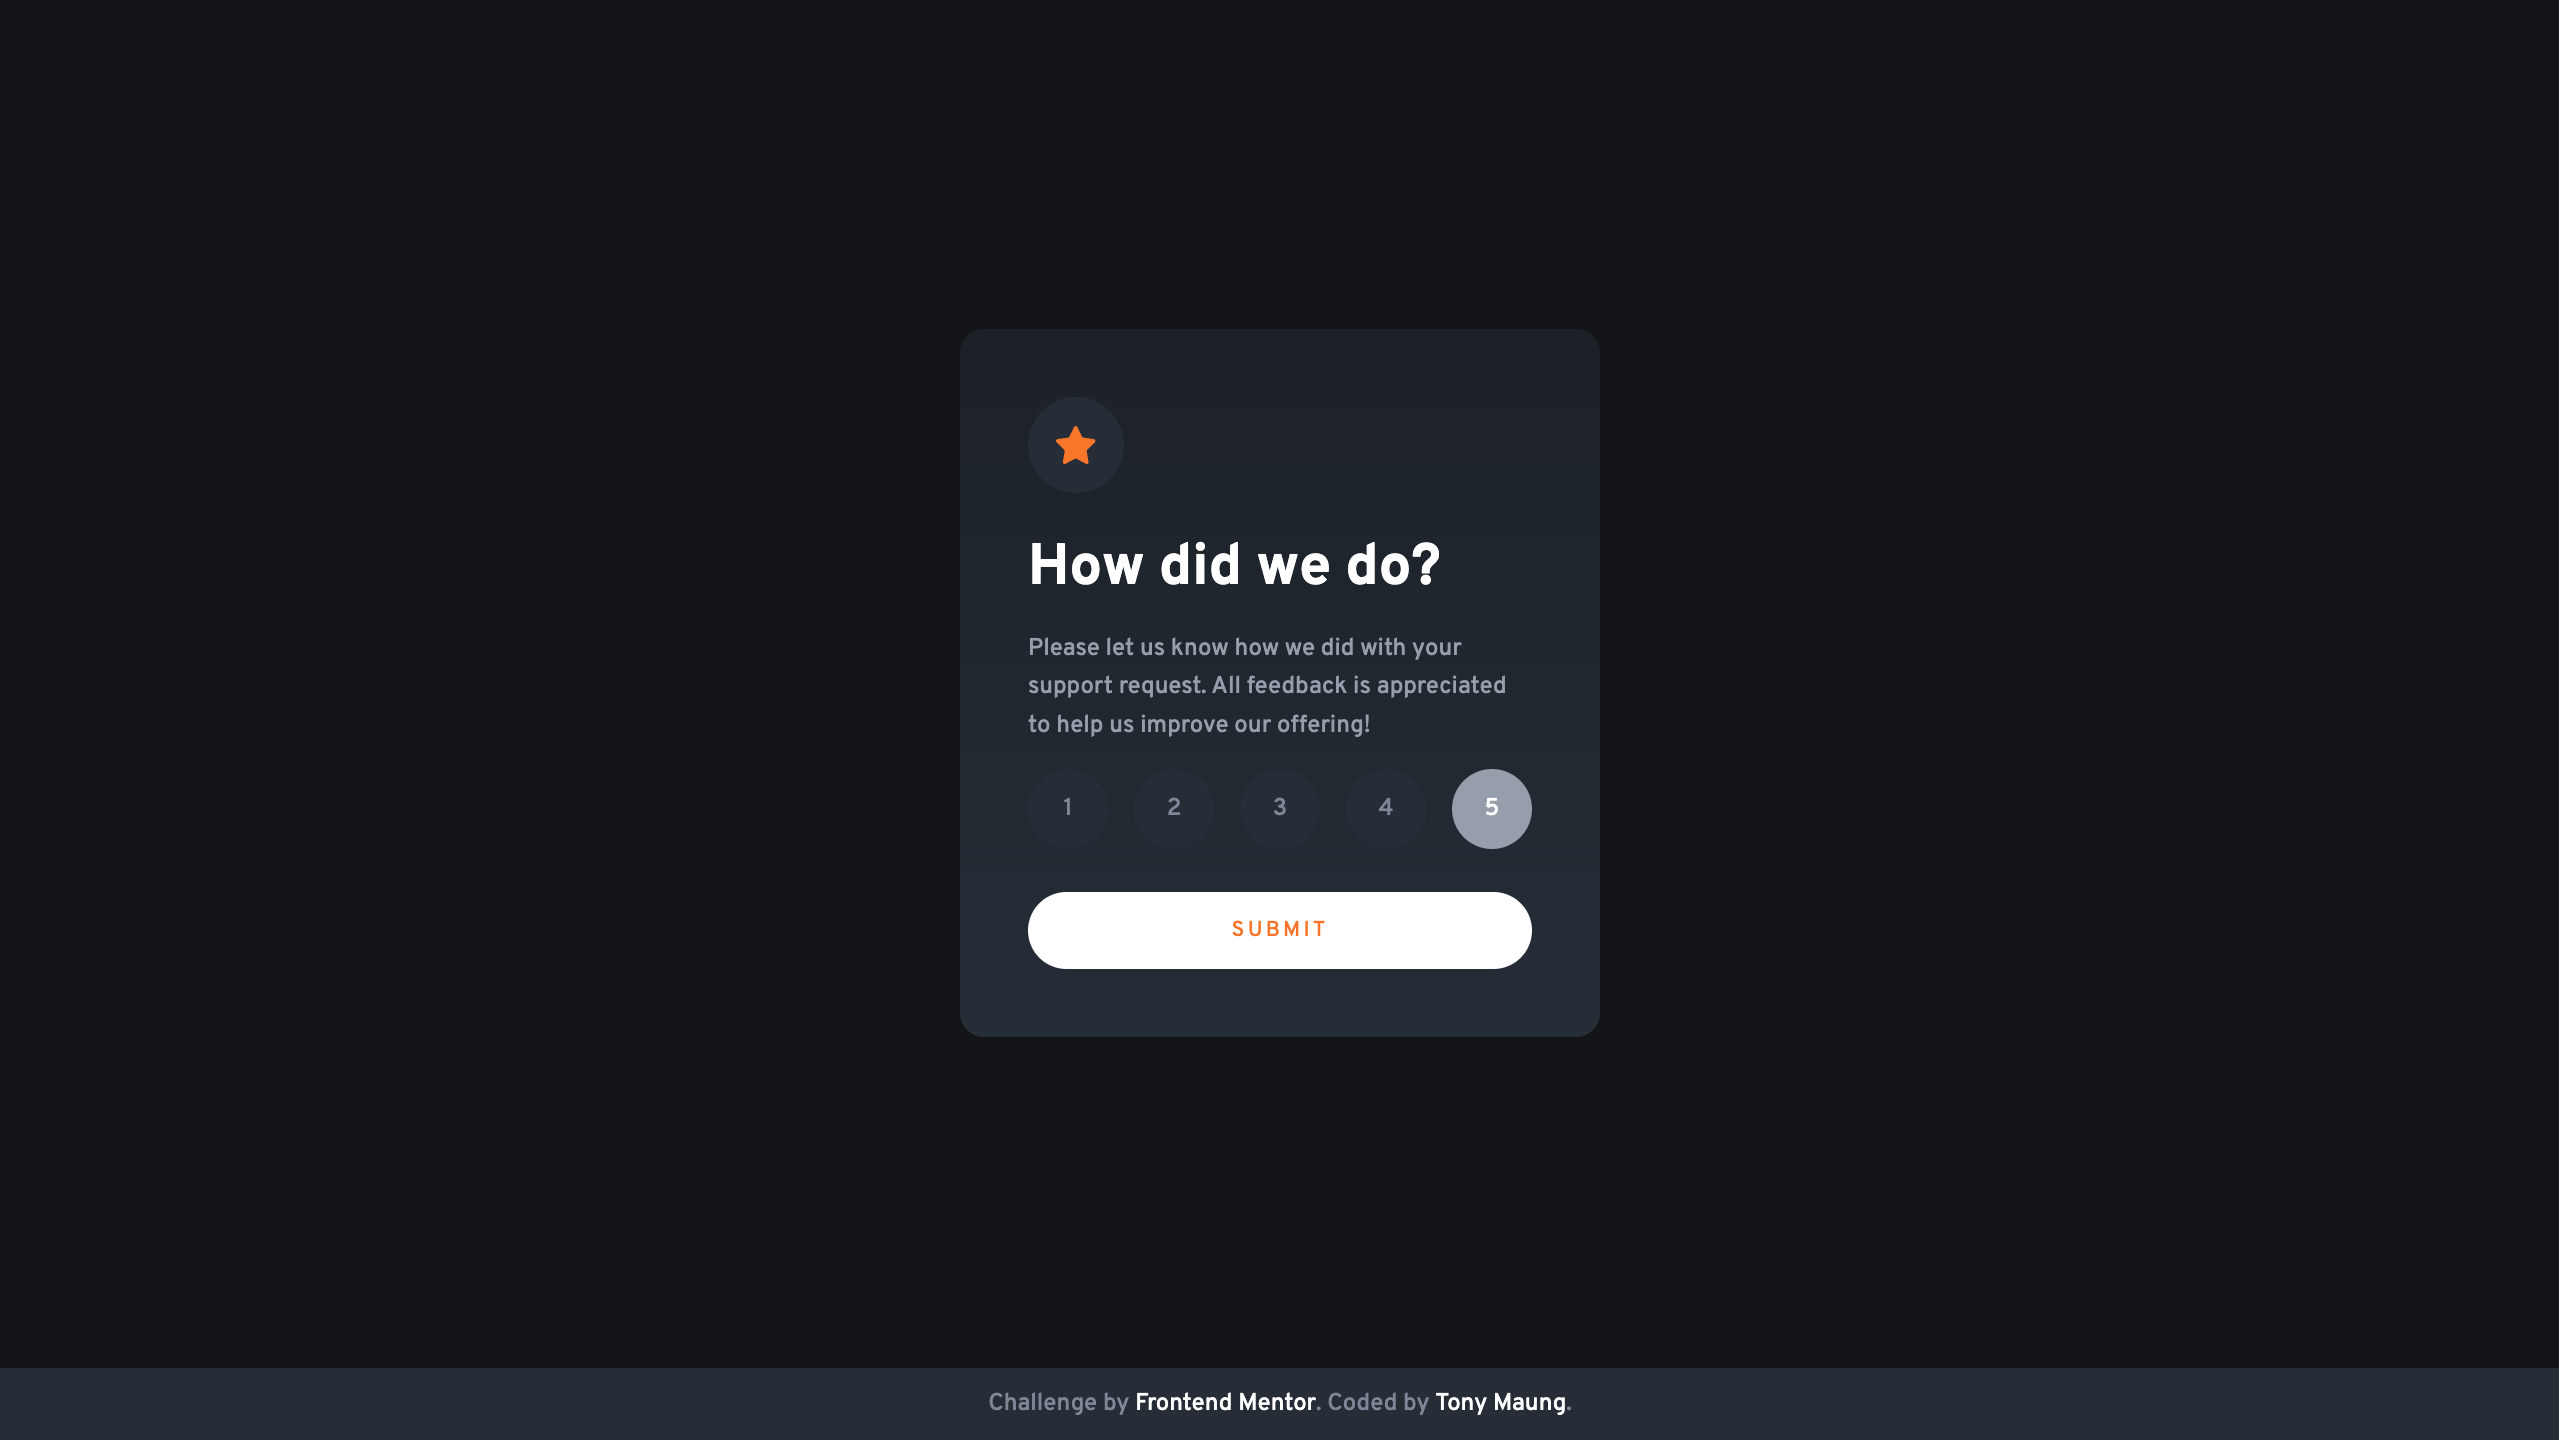 How did we do?
Please let us know how we did with your
support request. All feedback is appreciated
to help us improve our offering!
1 2 3 4 5
SUBMIT
Challenge by Frontend Mentor. Coded by Tony Maung.